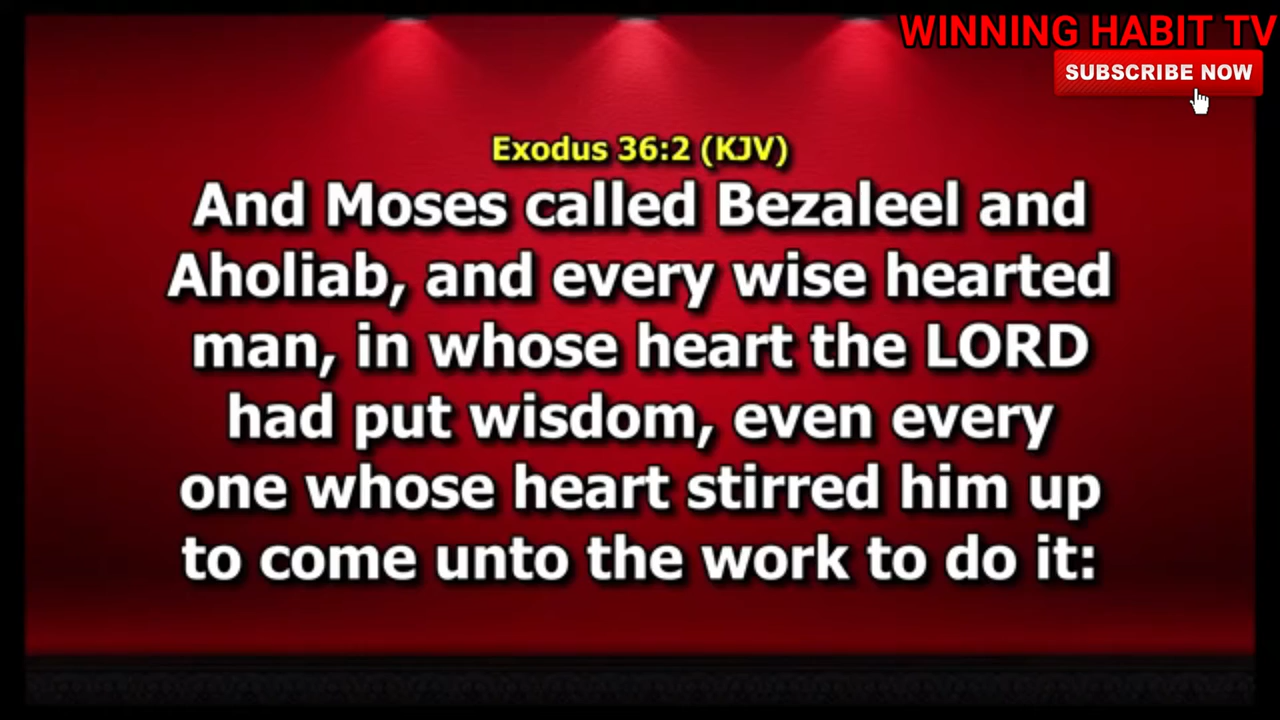 WINNING HABIT TV
SUBSCRIBE NOW
Exodus 36:2 (KJV)
And Moses called Bezaleel and
Aholiab, and every wise hearted
man, in whose heart the LORD
had put wisdom, even every
one whose heart stirred him up
to come unto the work to do it: